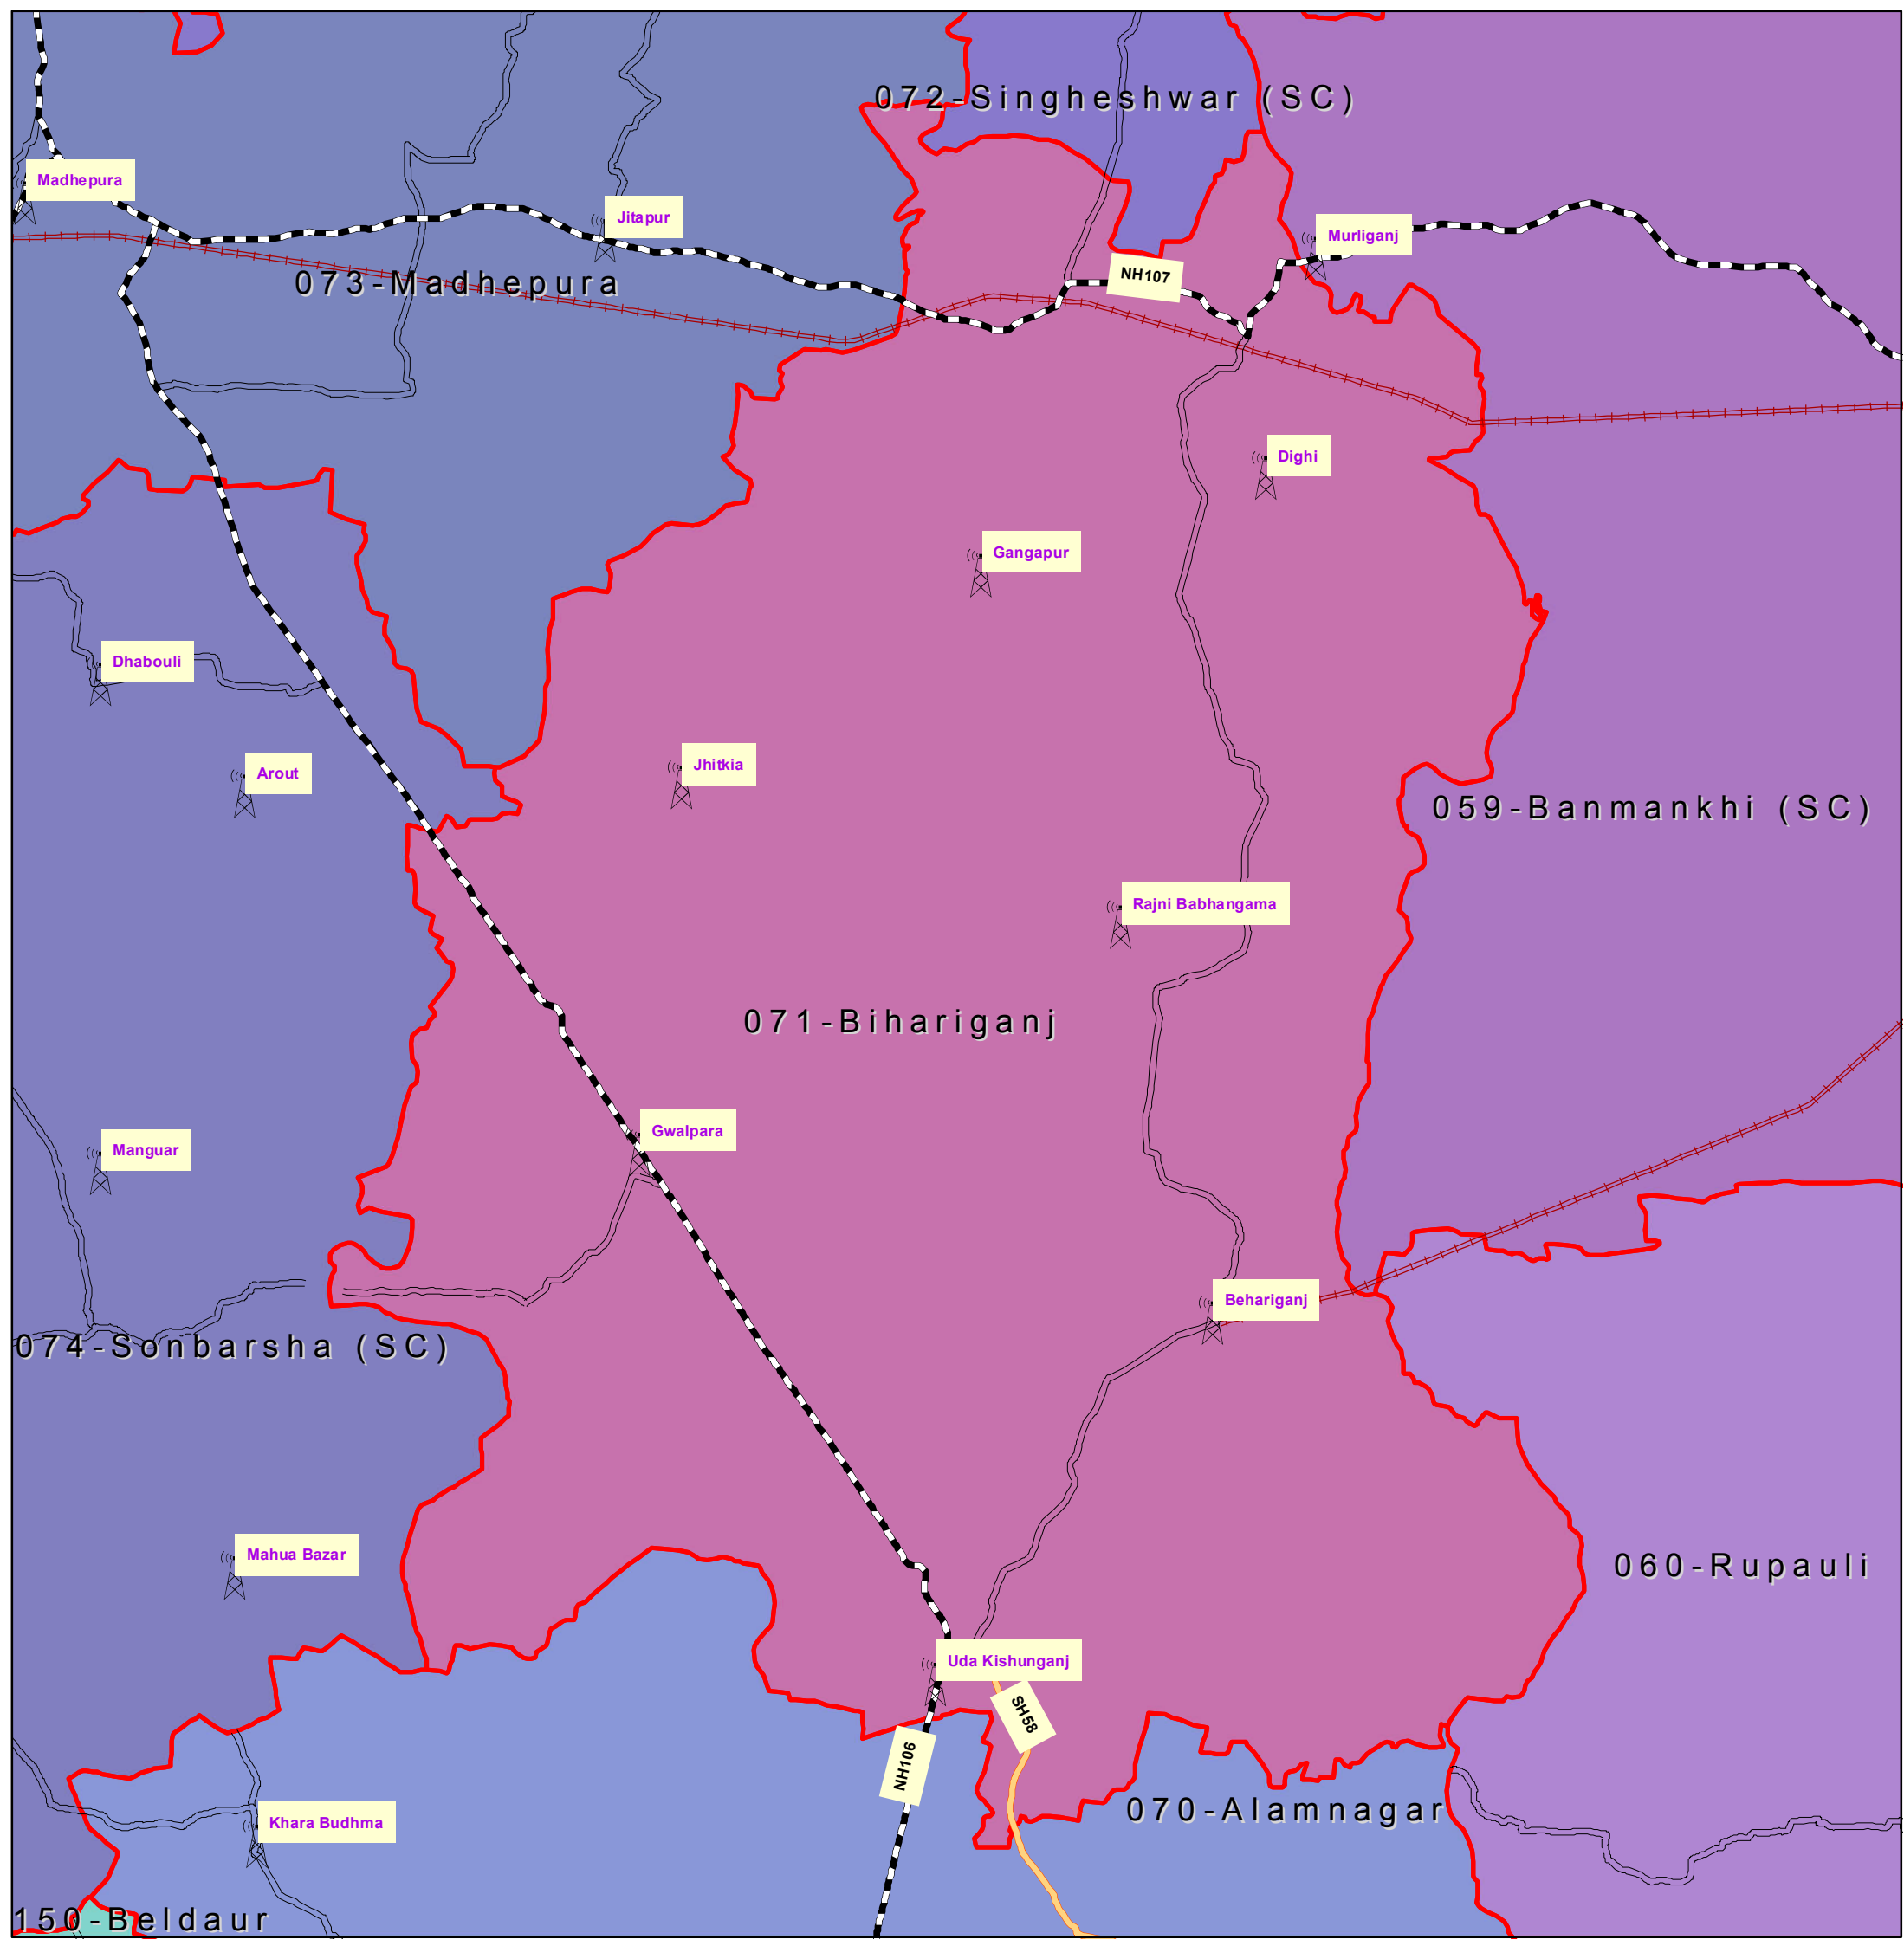 072-Singheshwar (SC)
Madhepura
Jitapur
Murliganj
NH107
073-Madhepura
Dighi
Gangapur
Dhabouli
Jhitkia
Arout
059-Banmankhi (SC)
Rajni Babhangama
071-Bihariganj
Gwalpara
Manguar
Behariganj
074-Sonbarsha (SC)
Mahua Bazar
060-Rupauli
Uda Kishunganj
SH58
NH106
070-Alamnagar
Khara Budhma
150-Beldaur